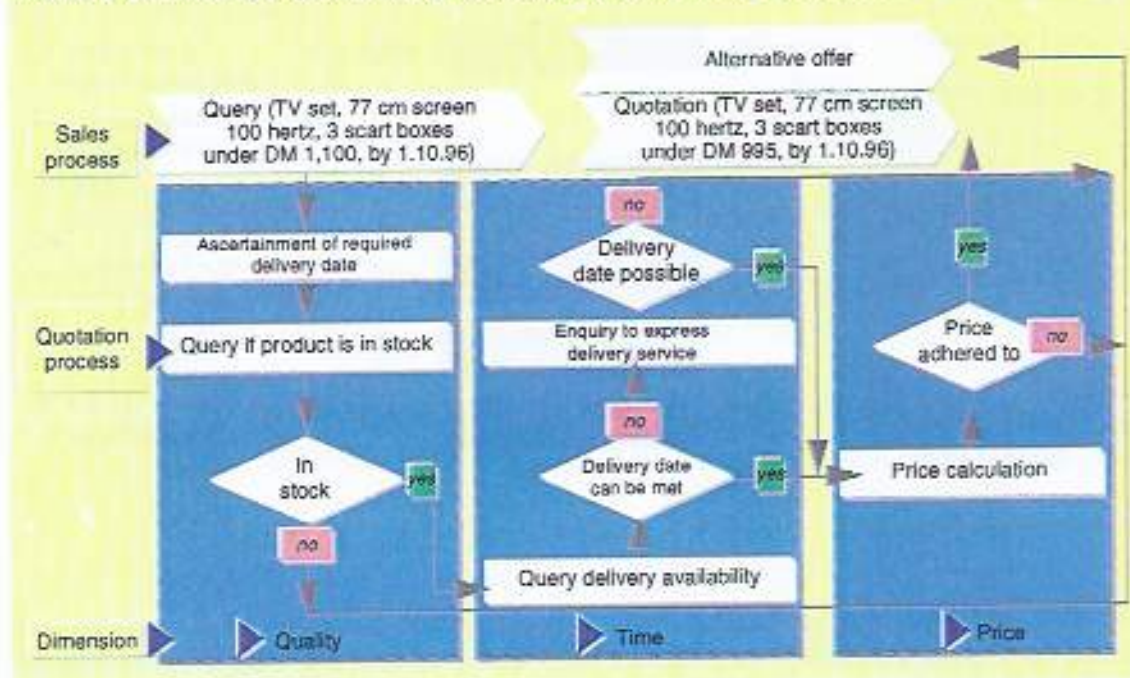 Alternative offer
Sales
process
Query (TV set, 77 cm screen
100 hertz, 3 scart boxes
under DM 1,100, by 1.10.96)
Quotation (TV set, 77 cm screen
100 hertz, 3 scart boxes
under DM 995, by 1.10.96)
Quotation
process
Ascertainment of required
delivery date
Query if product is in stock
In
stock
yes
no
no
Delivery
date possible
yes
Enquiry to express
delivery service
no
Delivery date
can be met
yes
Query delivery availability
yes
Price
adhered to
no
Price calculation
Dimension
Quality
Time
Price